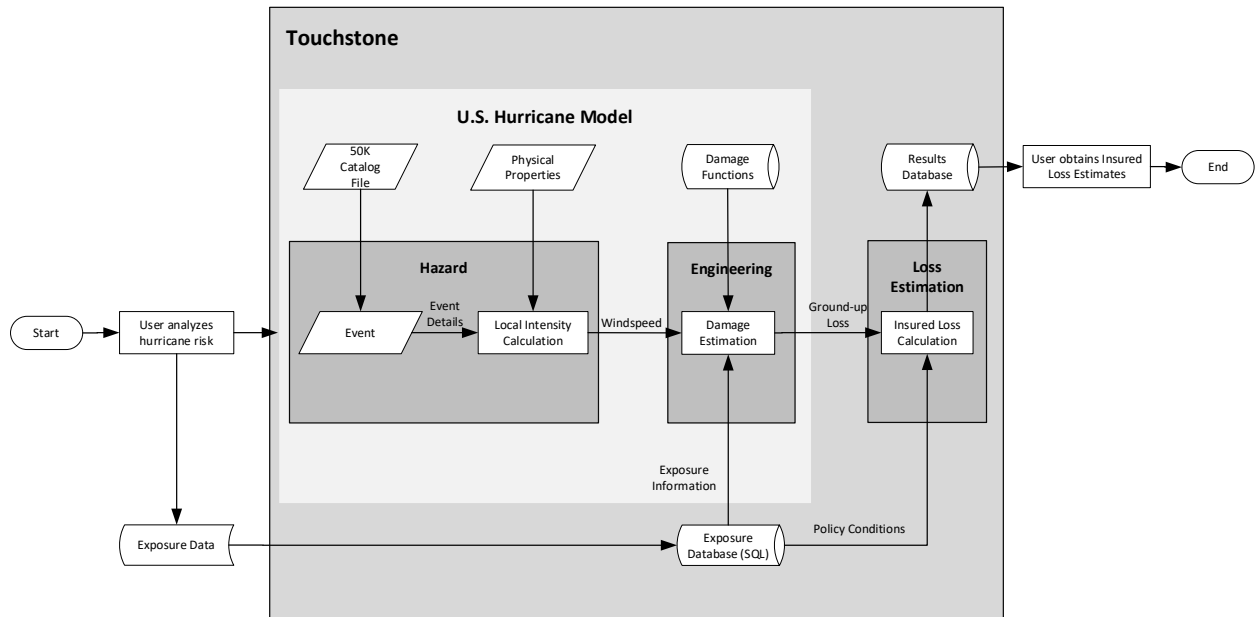 Touchstone
U.S. Hurricane Model
50K
Catalog
File
Physical
Properties
Damage
Functions
Results
Database
User obtains Insured
Loss Estimates
End
Hazard
Engineering
Loss
Estimation
Start
User analyzes
hurricane risk
Event
Event
Details
Local Intensity
Calculation
Windspeed
Damage
Estimation
Ground-up
Loss
Insured Loss
Calculation
Exposure
Information
Exposure Data
Exposure
Database (SQL)
Policy Conditions